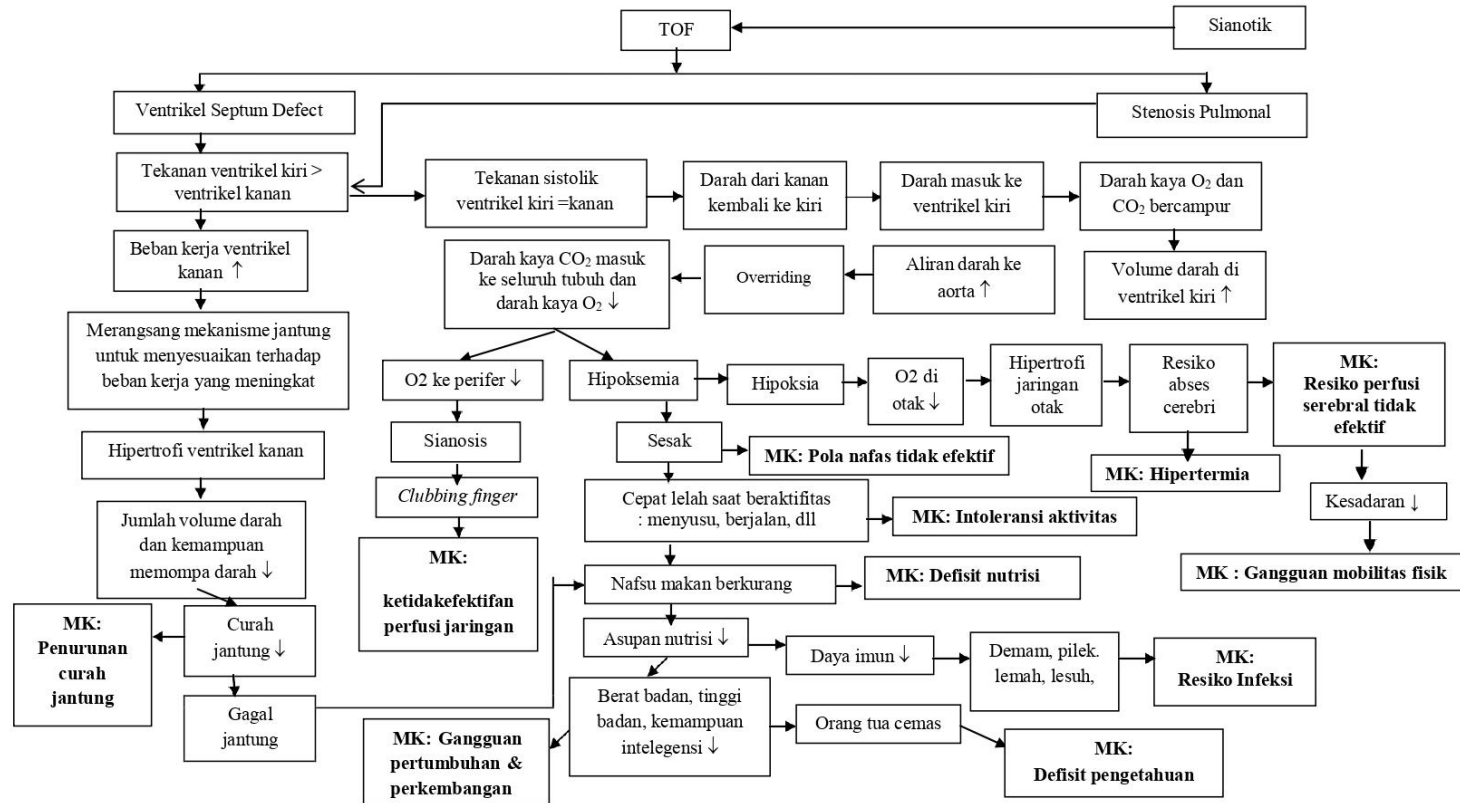 TOF
Sianotik
Ventrikel Septum Defect
Stenosis Pulmonal
Tekanan ventrikel kiri >
ventrikel kanan
Tekanan sistolik
ventrikel kiri =kanan
Darah dari kanan
kembali ke kiri
Darah masuk ke
ventrikel kiri
Darah kaya O₂ dan
CO₂ bercampur
Beban kerja ventrikel
kanan ↑
Darah kaya CO₂ masuk
ke seluruh tubuh dan
darah kaya O₂ ↓
Overriding
Aliran darah ke
aorta ↑
Volume darah di
ventrikel kiri ↑
Merangsang mekanisme jantung
untuk menyesuaikan terhadap
beban kerja yang meningkat
O2 ke perifer ↓
Hipoksemia
Hipoksia
O2 di
otak ↓
Hipertrofi
jaringan
otak
Resiko
abses
cerebri
MK:
Resiko perfusi
serebral tidak
efektif
Hipertrofi ventrikel kanan
Sianosis
Sesak
MK: Pola nafas tidak efektif
MK: Hipertermia
Clubbing finger
Cepat lelah saat beraktifitas
: menyusu, berjalan, dll
MK: Intoleransi aktivitas
Kesadaran ↓
Jumlah volume darah
dan kemampuan
memompa darah ↓
MK:
ketidakefektifan
perfusi jaringan
Nafsu makan berkurang
MK: Defisit nutrisi
MK : Gangguan mobilitas fisik
MK:
Penurunan
curah
jantung
Curah
jantung ↓
Asupan nutrisi ↓
Daya imun ↓
Demam, pilek.
lemah, lesuh,
MK:
Resiko Infeksi
Gagal
jantung
MK: Gangguan
pertumbuhan &
perkembangan
Berat badan, tinggi
badan, kemampuan
intelegensi ↓
Orang tua cemas
MK:
Defisit pengetahuan